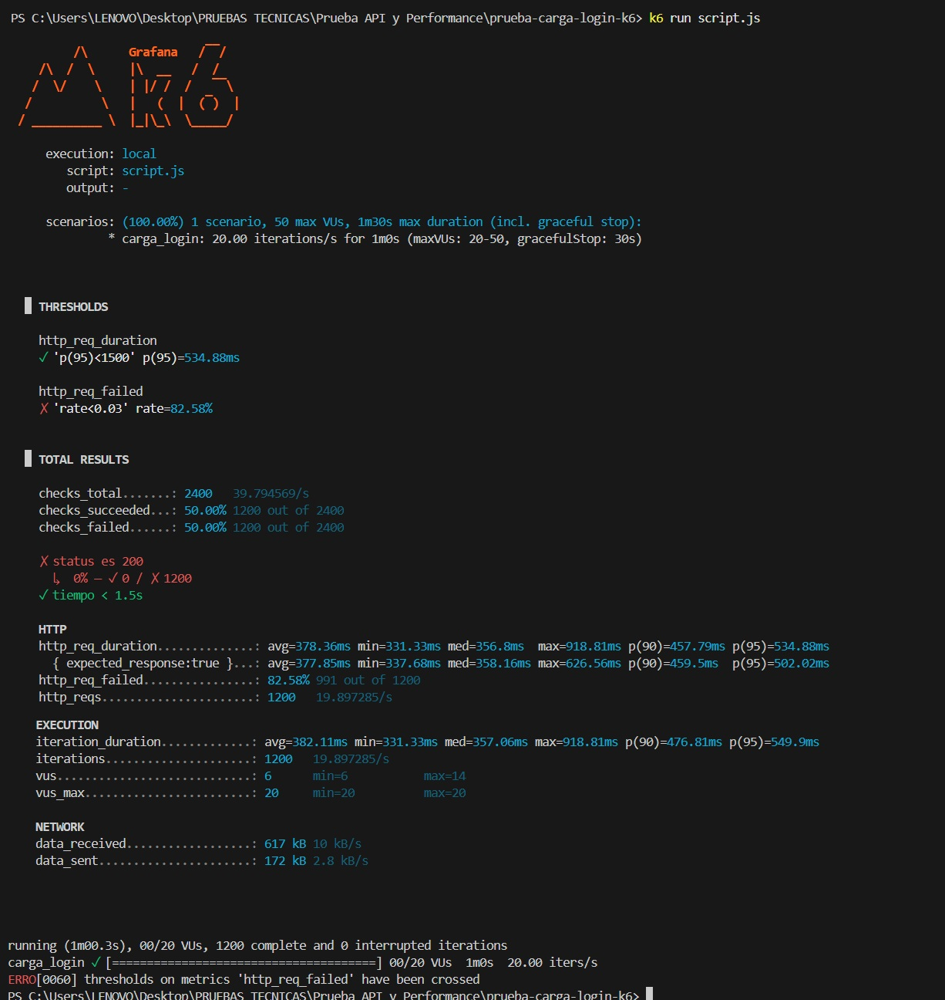 PS C:\Users\LENOVO\Desktop\PRUEBAS TECNICAS\Prueba API y Performance\prueba-carga-login-k6> k6 run script.js
Grafana
execution: local
script: script.js
output: -
scenarios: (100.00%) 1 scenario, 50 max VUs, 1m30s max duration (incl. graceful stop):
* carga_login: 20.00 iterations/s for 1m0s (maxVUs: 20-50, gracefulStop: 30s)
█ THRESHOLDS
http_req_duration
✓ 'p(95)<1500' p(95)=534.88ms
http_req_failed
✗ 'rate<0.03' rate=82.58%
█ TOTAL RESULTS
checks_total.......: 2400 39.794569/s
checks_succeeded...: 50.00% 1200 out of 2400
checks_failed......: 50.00% 1200 out of 2400
✗ status es 200
↳ 0% — ✓ 0 / ✗ 1200
✓ tiempo < 1.5s
HTTP
http_req_duration..............: avg=378.36ms min=331.33ms med=356.8ms max=918.81ms p(90)=457.79ms p(95)=534.88ms
{ expected_response:true }...: avg=377.85ms min=337.68ms med=358.16ms max=626.56ms p(90)=459.5ms p(95)=502.02ms
http_req_failed................: 82.58% 991 out of 1200
http_reqs......................: 1200 19.897285/s
EXECUTION
iteration_duration.............: avg=382.11ms min=331.33ms med=357.06ms max=918.81ms p(90)=476.81ms p(95)=549.9ms
iterations.....................: 1200 19.897285/s
vus............................: 6 min=6 max=14
vus_max........................: 20 min=20 max=20
NETWORK
data_received..................: 617 kB 10 kB/s
data_sent......................: 172 kB 2.8 kB/s
running (1m00.3s), 00/20 VUs, 1200 complete and 0 interrupted iterations
carga_login ✓ [======================================] 00/20 VUs 1m0s 20.00 iters/s
ERRO[0060] thresholds on metrics 'http_req_failed' have been crossed
PS C:\Users\LENOVO\Desktop\PRUEBAS TECNICAS\Prueba API y Performance\prueba-carga-login-k6>